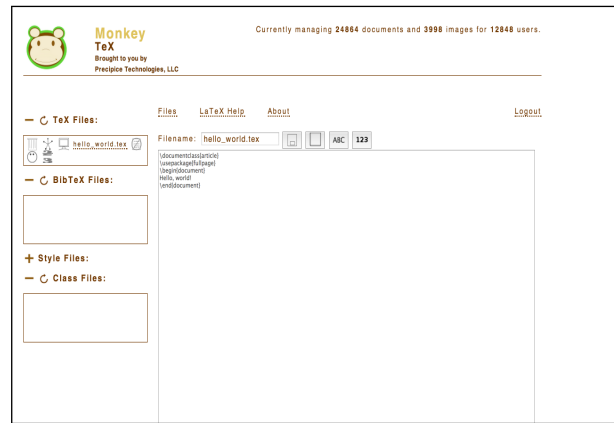 Monkey
TeX
Brought to you by
Precipice Technologies, LLC
Currently managing 24864 documents and 3998 images for 12848 users.
Files LaTeX Help About Logout
TeX Files:
hello_world.tex
BibTeX Files:
Style Files:
Class Files:
Filename: hello_world.tex ABC 123
\documentclass{article}
\usepackage{fullpage}
\begin{document}
Hello, world!
\end{document}